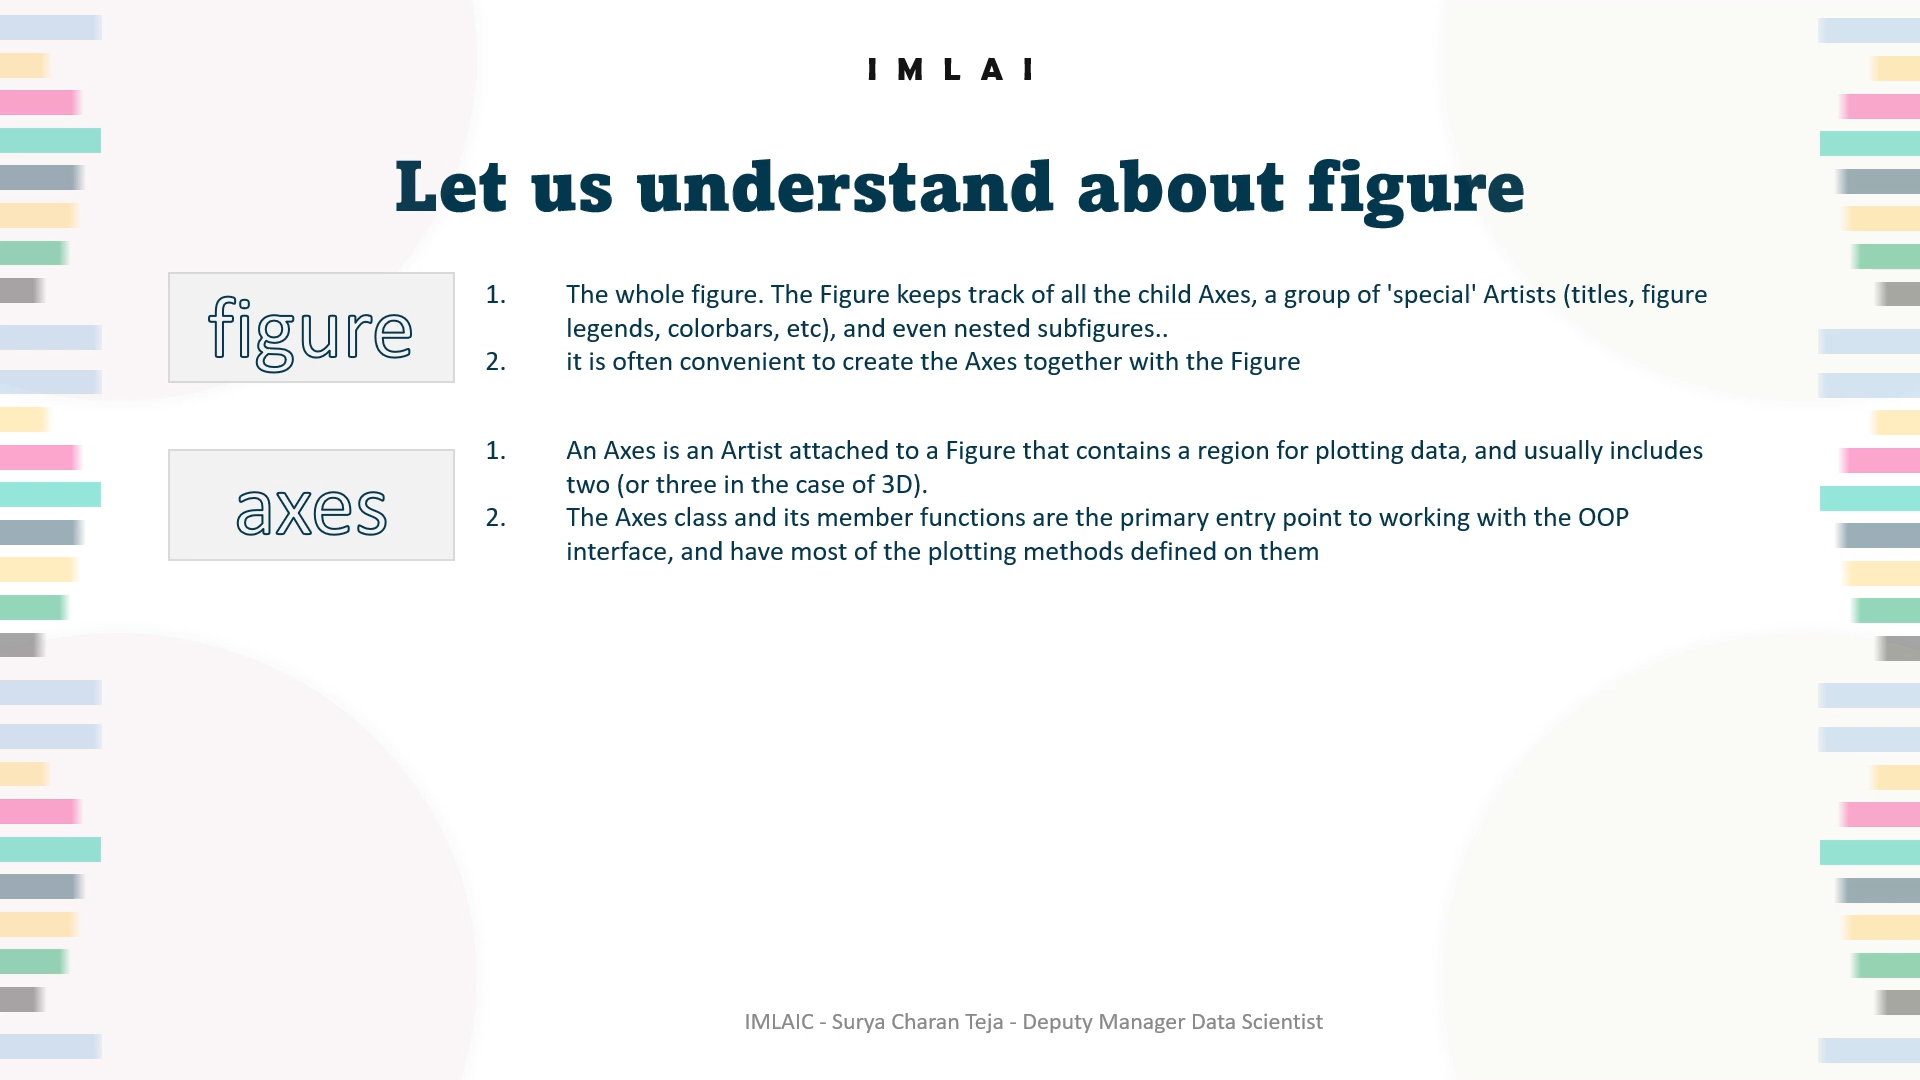 IMLAI
Let us understand about figure
figure
1. The whole figure. The Figure keeps track of all the child Axes, a group of 'special' Artists (titles, figure
legends, colorbars, etc), and even nested subfigures..
2. it is often convenient to create the Axes together with the Figure
axes
1. An Axes is an Artist attached to a Figure that contains a region for plotting data, and usually includes
two (or three in the case of 3D).
2. The Axes class and its member functions are the primary entry point to working with the OOP
interface, and have most of the plotting methods defined on them
IMLAIC - Surya Charan Teja - Deputy Manager Data Scientist